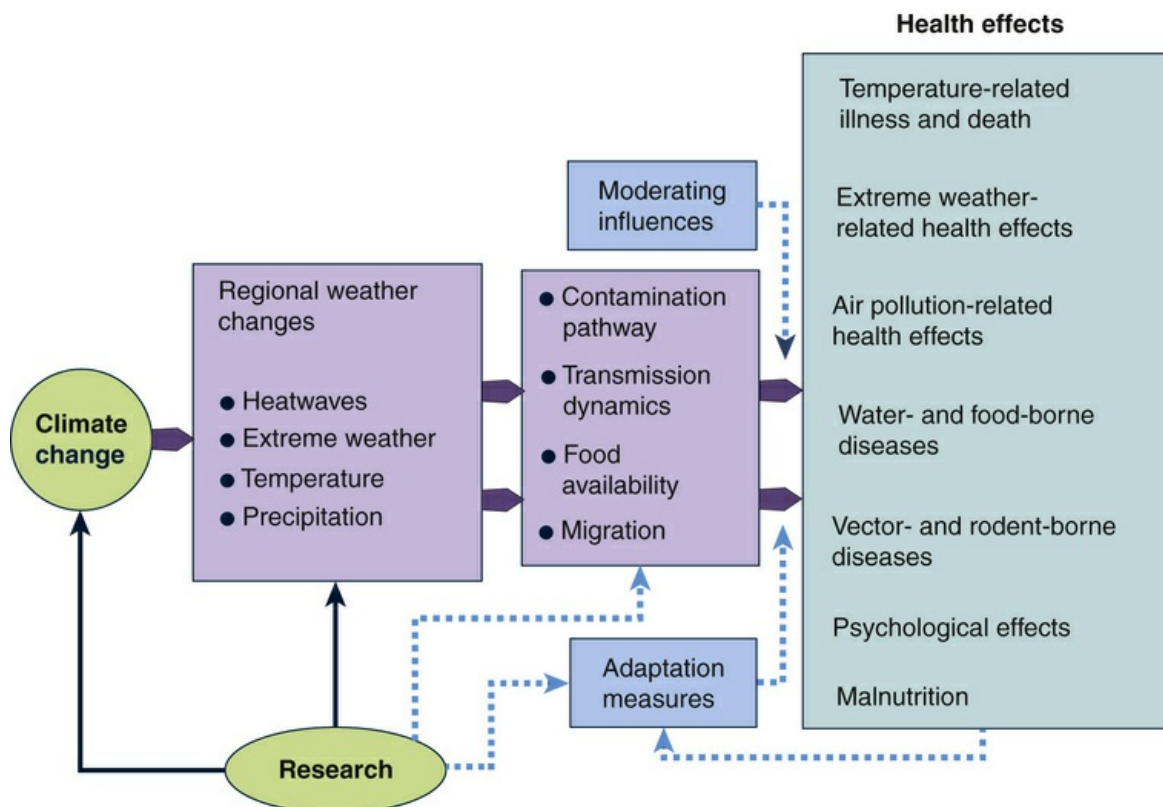 Health effects
Temperature-related
illness and death
Extreme weather-
related health effects
Air pollution-related
health effects
Water- and food-borne
diseases
Vector- and rodent-borne
diseases
Psychological effects
Malnutrition
Moderating
influences
Regional weather
changes
● Heatwaves
● Extreme weather
● Temperature
● Precipitation
● Contamination
pathway
● Transmission
dynamics
● Food
availability
● Migration
Climate
change
Adaptation
measures
Research